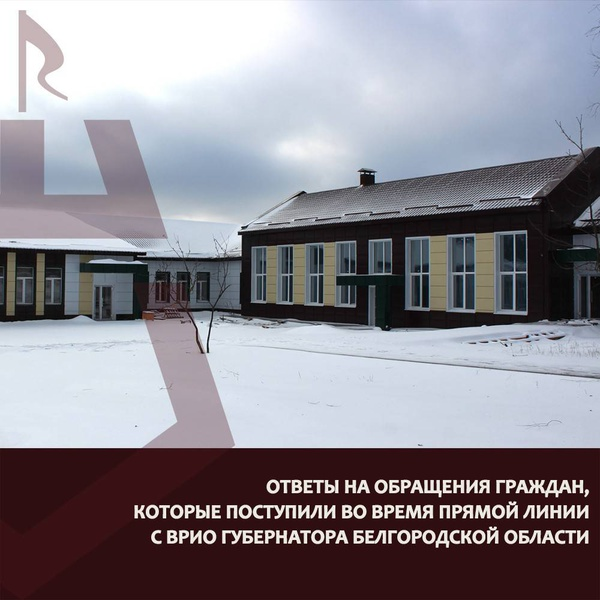 ОТВЕТЫ НА ОБРАЩЕНИЯ ГРАЖДАН,
КОТОРЫЕ ПОСТУПИЛИ ВО ВРЕМЯ ПРЯМОЙ ЛИНИИ
С ВРИО ГУБЕРНАТОРА БЕЛГОРОДСКОЙ ОБЛАСТИ